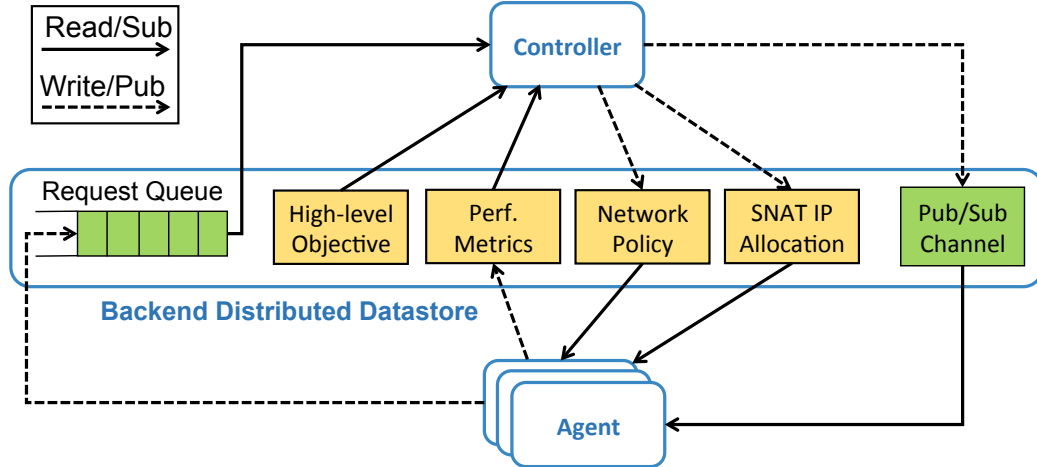 Read/Sub
Write/Pub
Controller
Request Queue
High-level
Objective
Perf.
Metrics
Network
Policy
SNAT IP
Allocation
Pub/Sub
Channel
Backend Distributed Datastore
Agent